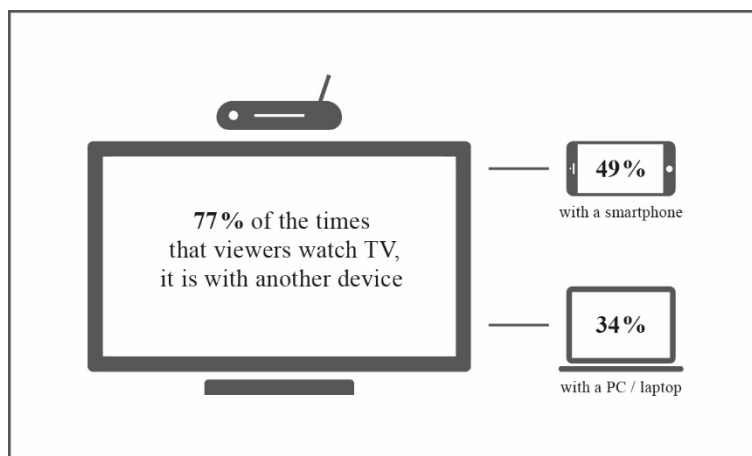 77% of the times
that viewers watch TV,
it is with another device
49%
with a smartphone
34%
with a PC / laptop